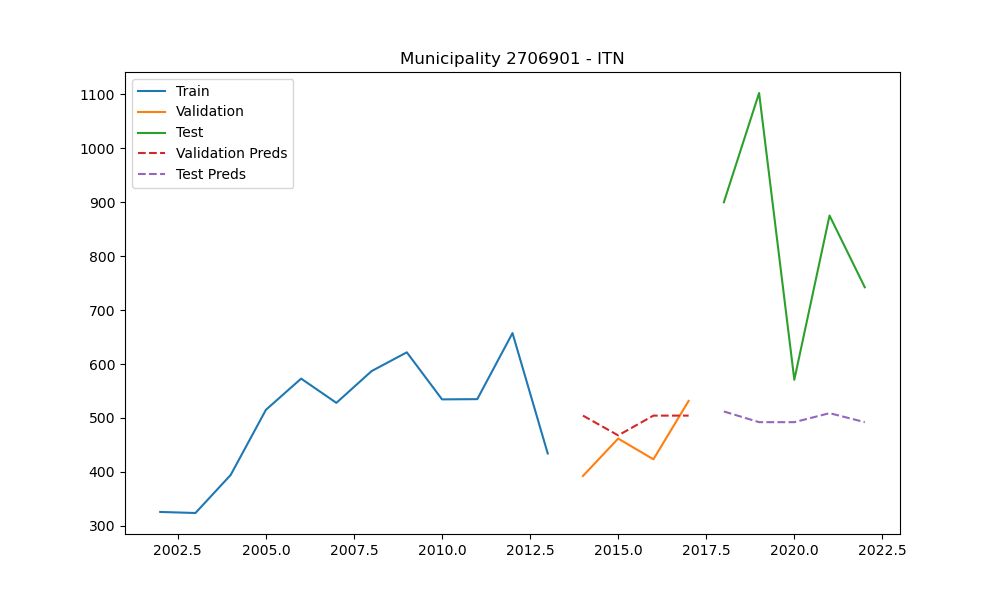 Municipality 2706901 - ITN
Train
Validation
Test
Validation Preds
Test Preds
1100
1000
900
800
700
600
500
400
300
2002.5 2005.0 2007.5 2010.0 2012.5 2015.0 2017.5 2020.0 2022.5